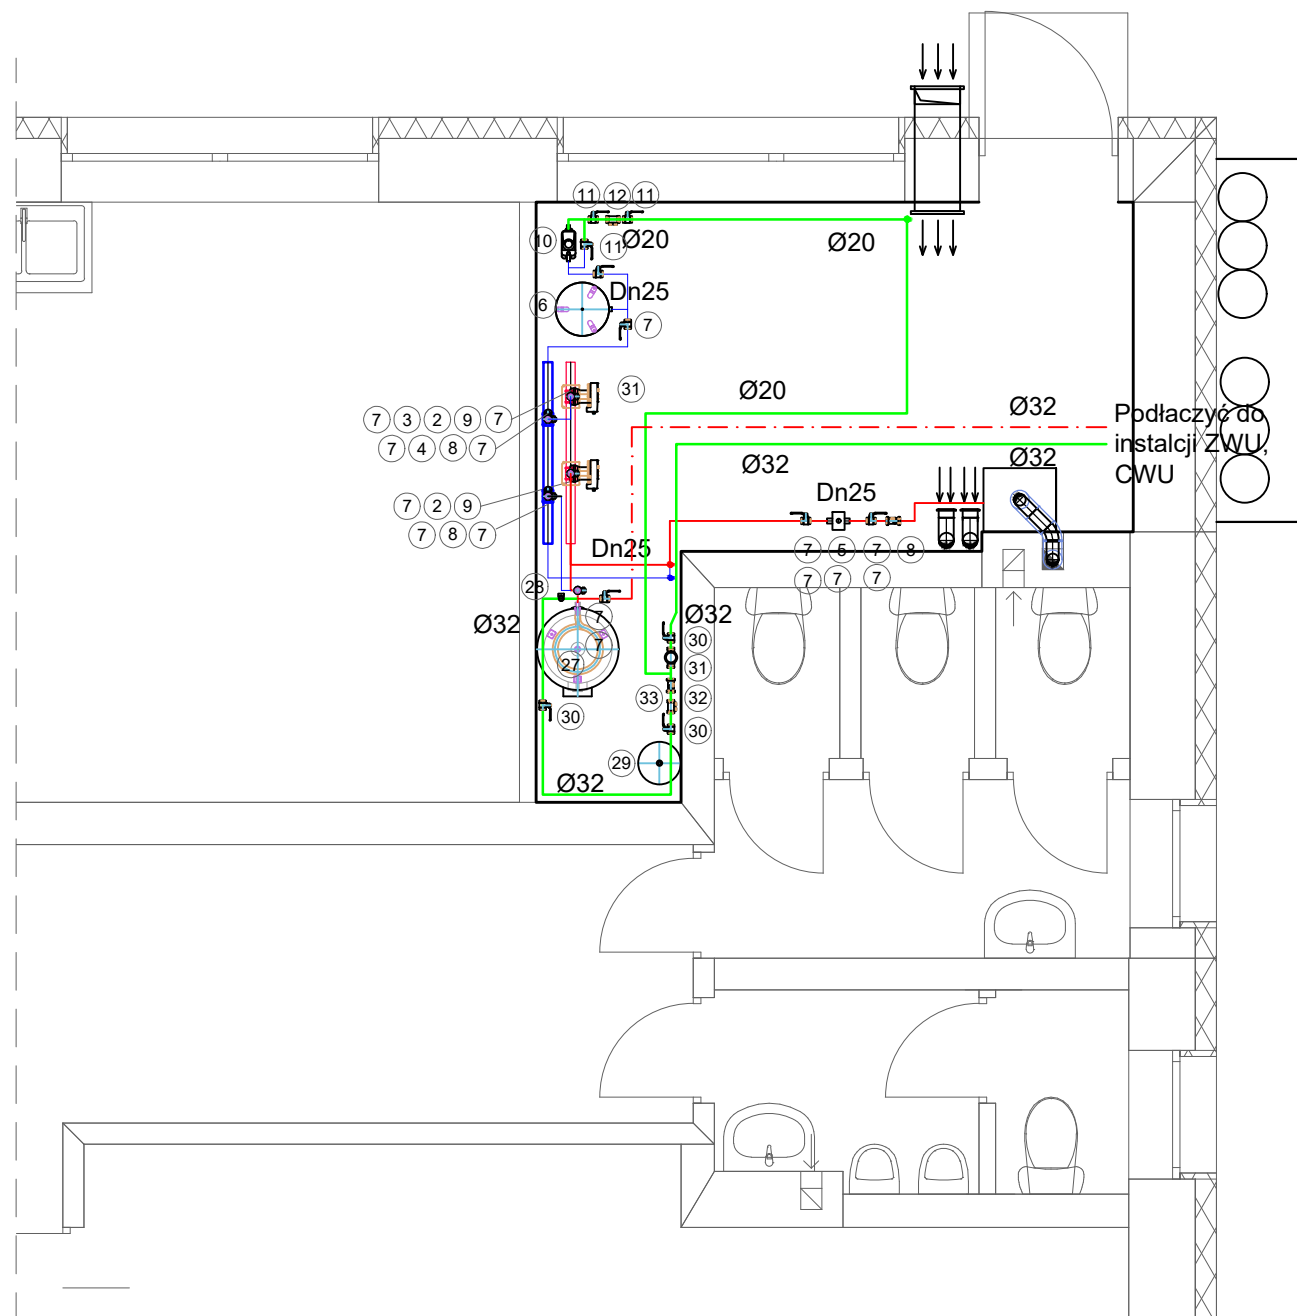 11 12 11
10 11 Ø20 Ø20
6 Dn25
7
31
Ø20 Ø32
7 3 2 9 7
7 4 8 7
Podłaczyć do
instalcji ZWU,
CWU
Ø32 Ø32
7 2 9
7 8 7
Dn25
Dn25
7 5 7 8
7 7 7
28
Ø32 7 Ø32 30
7
27 31
33 32
30 30
29
Ø32